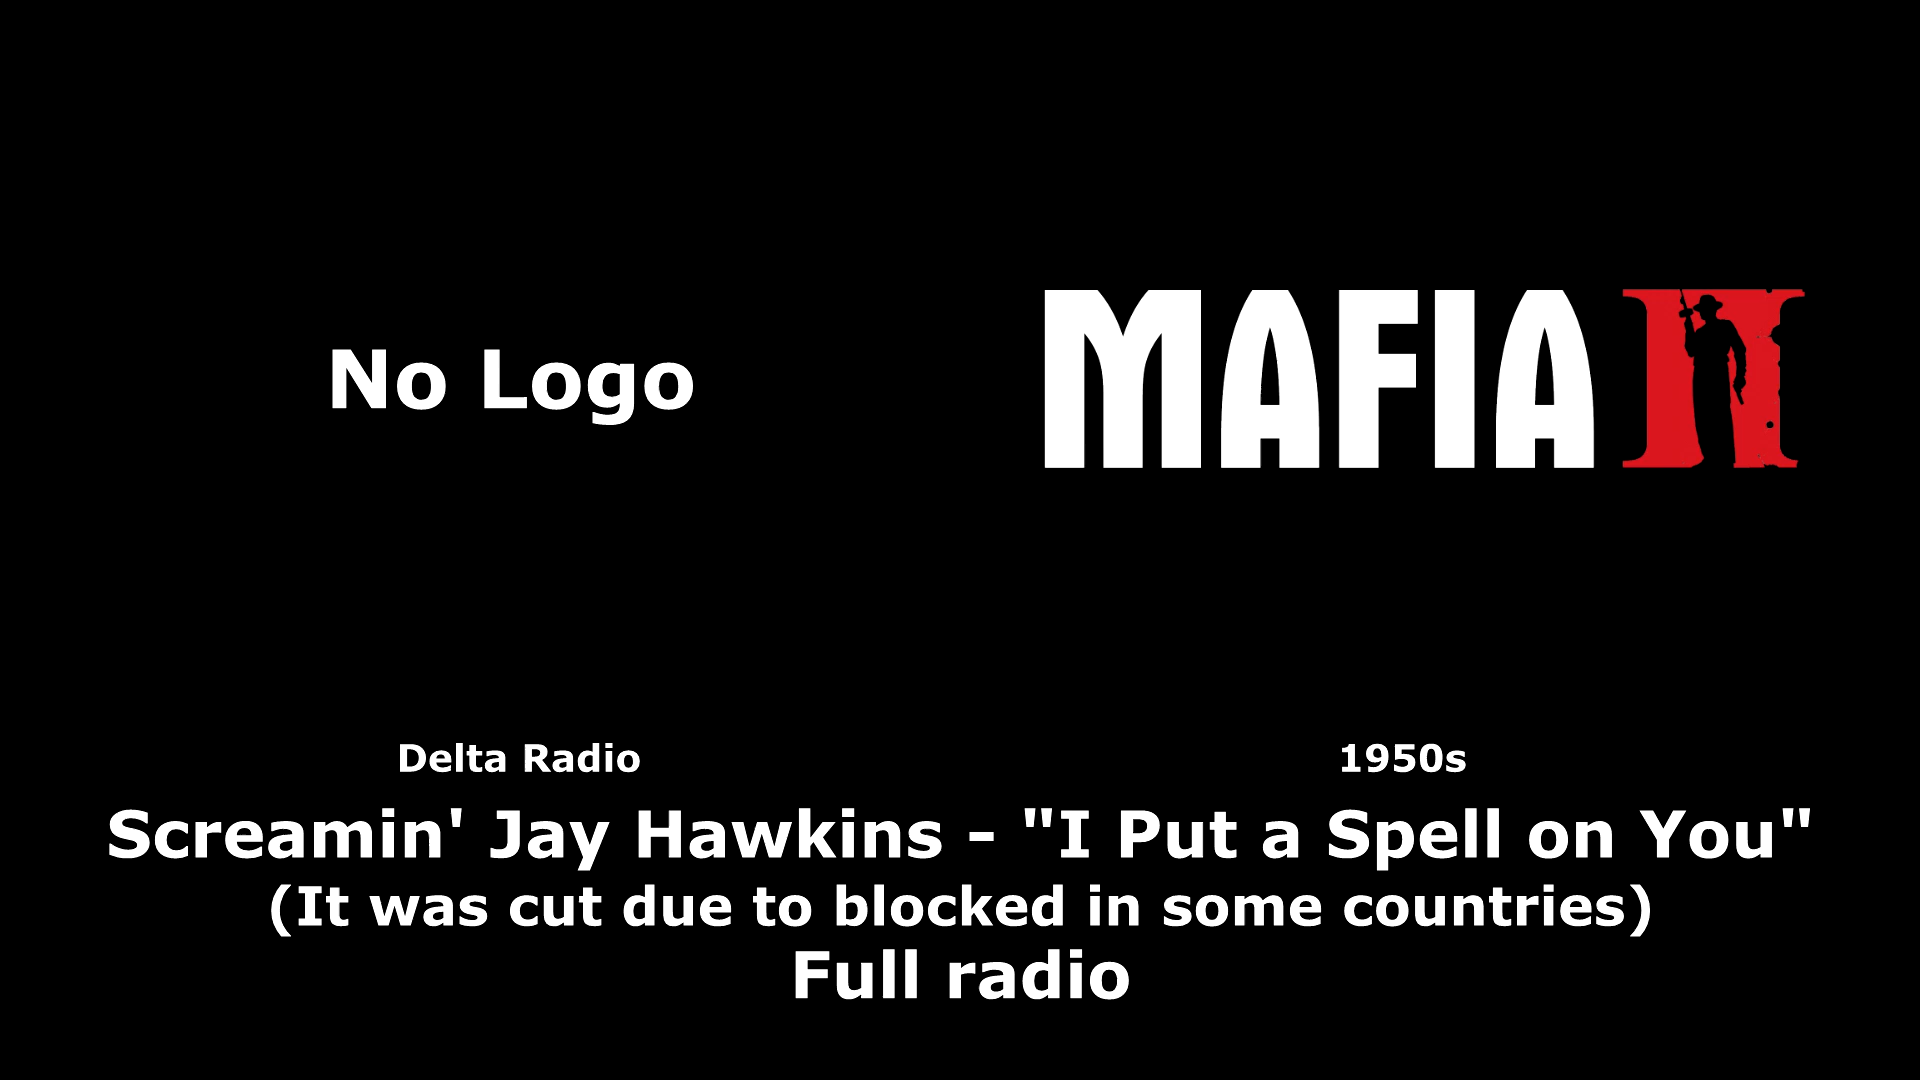 No Logo
MAFIA II
Delta Radio
1950s
Screamin' Jay Hawkins - "I Put a Spell on You"
(It was cut due to blocked in some countries)
Full radio